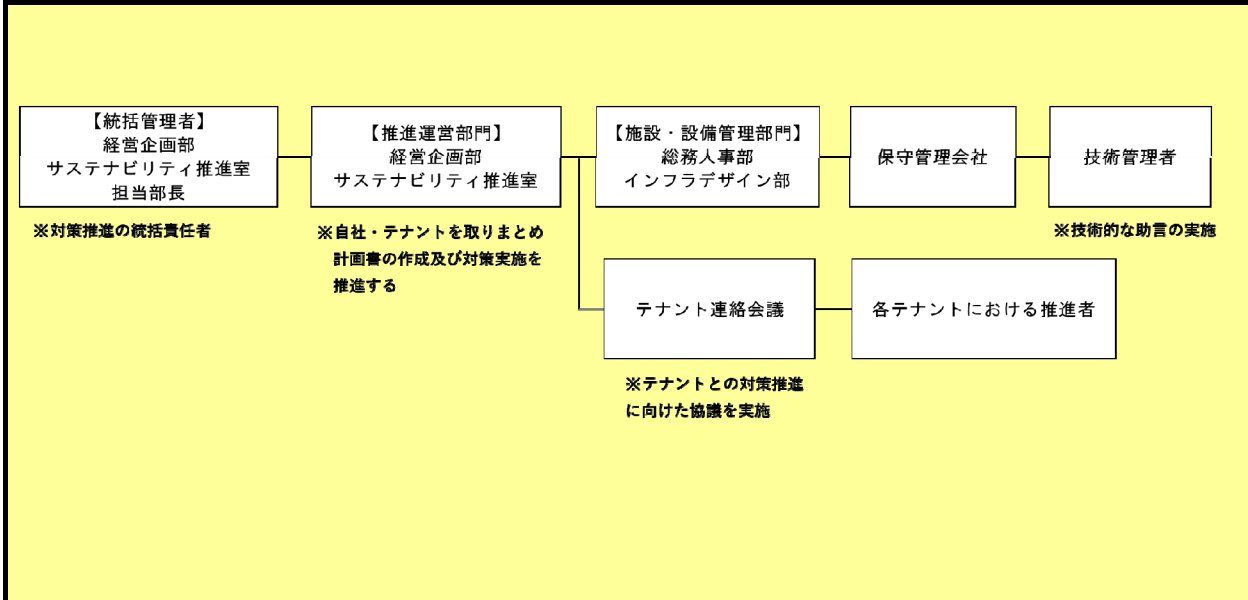 【統括管理者】
経営企画部
サステナビリティ推進室
担当部長
※対策推進の統括責任者
【推進運営部門】
経営企画部
サステナビリティ推進室
※自社・テナントを取りまとめ
計画書の作成及び対策実施を
推進する
【施設・設備管理部門】
総務人事部
インフラデザイン部
保守管理会社
技術管理者
※技術的な助言の実施
テナント連絡会議
※テナントとの対策推進
に向けた協議を実施
各テナントにおける推進者